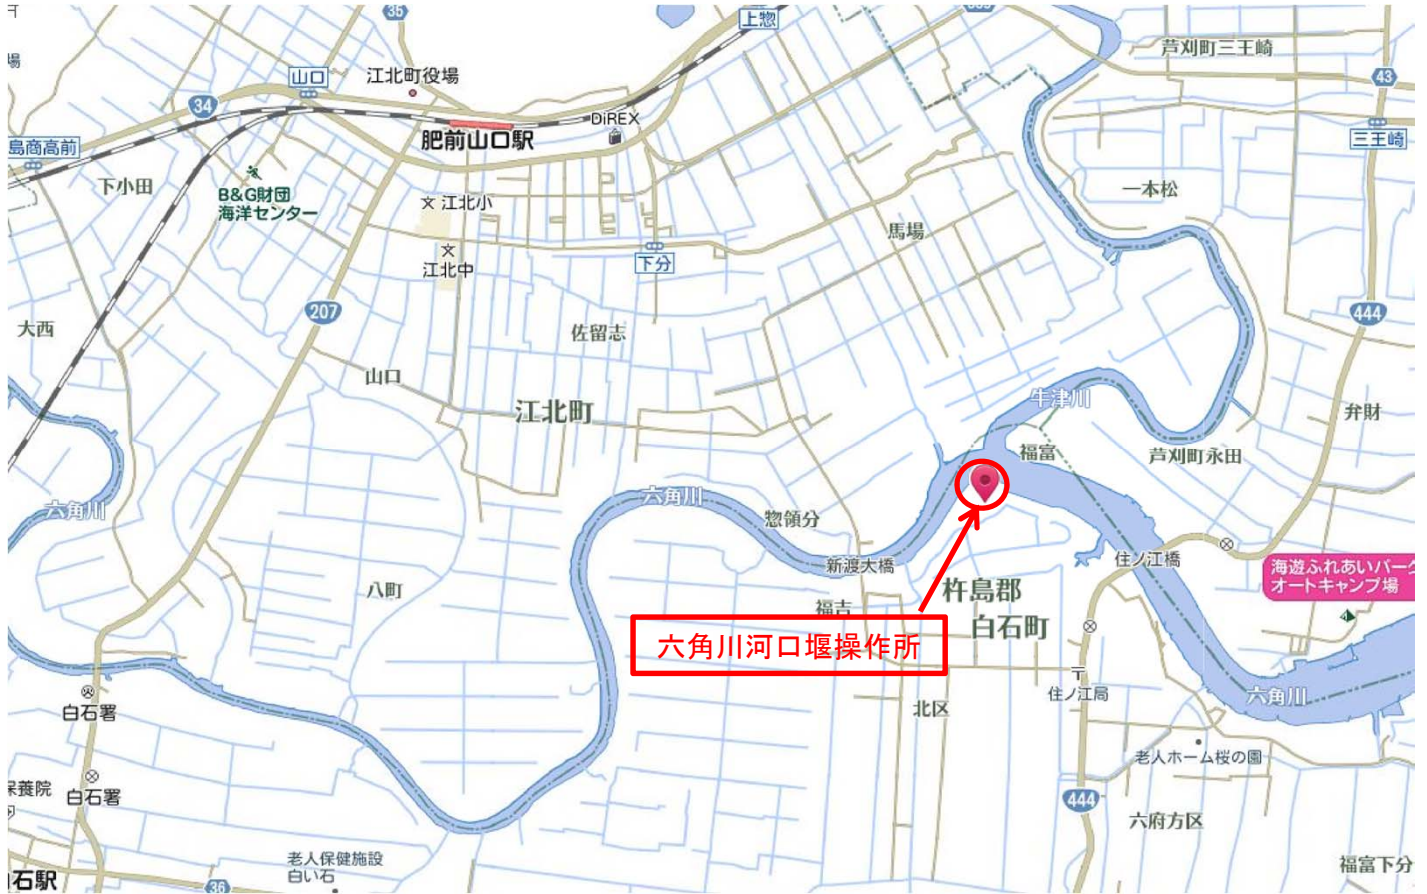 35
上惣
芦刈町三王崎
場
山口
江北町役場
43
34
DiREX
肥前山口駅
三王崎
島商高前
下小田
B&G財団
海洋センター
文 江北小
一本松
馬場
文
江北中
下分
207
444
大西
佐留志
山口
江北町
牛津川
弁財
福富
芦刈町永田
六角川
六角川
惣領分
新渡大橋
住ノ江橋
海遊ふれあいパーク
オートキャンプ場
八町
杵島郡
白石町
福吉
六角川河口堰操作所
住ノ江局
六角川
北区
白石署
老人ホーム桜の園
保養院
白石署
444
六府方区
老人保健施設
白い石
福富下分
石駅
36